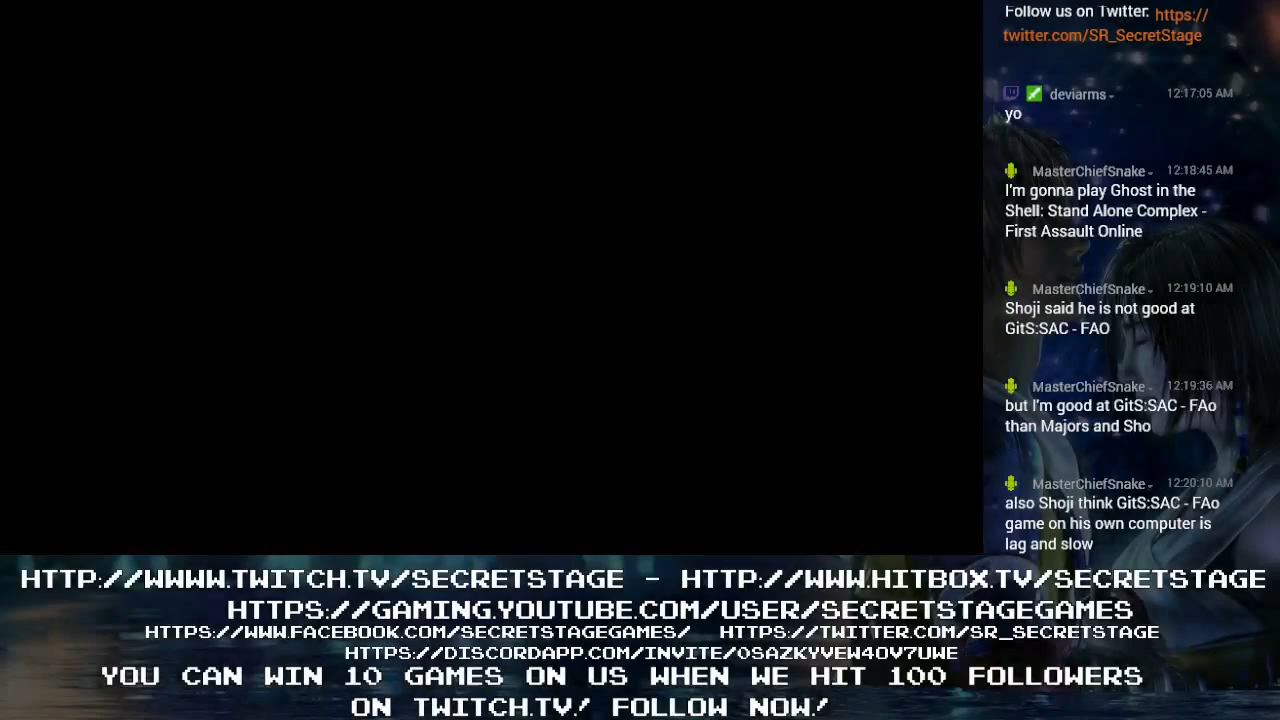 Follow us on Twitter: https://
twitter.com/SR_SecretStage
deviarms 12:17:05 AM
yo
MasterChiefSnake 12:18:45 AM
I'm gonna play Ghost in the
Shell: Stand Alone Complex -
First Assault Online
MasterChiefSnake 12:19:10 AM
Shoji said he is not good at
GitS:SAC - FAO
MasterChiefSnake 12:19:36 AM
but I'm good at GitS:SAC - FAo
than Majors and Sho
MasterChiefSnake 12:20:10 AM
also Shoji think GitS:SAC - FAo
game on his own computer is
lag and slow
HTTP://WWWW.TWITCH.TV/SECRETSTAGE - HTTP://WWW.HITBOX.TV/SECRETSTAGE
HTTPS://GAMING.YOUTUBE.COM/USER/SECRETSTAGEGAMES
HTTPS://WWW.FACEBOOK.COM/SECRETSTAGEGAMES/ HTTPS://TWITTER.COM/SR_SECRETSTAGE
HTTPS://DISCORDAPP.COM/INVITE/0SAZKYVEW4OV7UWE
YOU CAN WIN 10 GAMES ON US WHEN WE HIT 100 FOLLOWERS
ON TWITCH.TV! FOLLOW NOW!